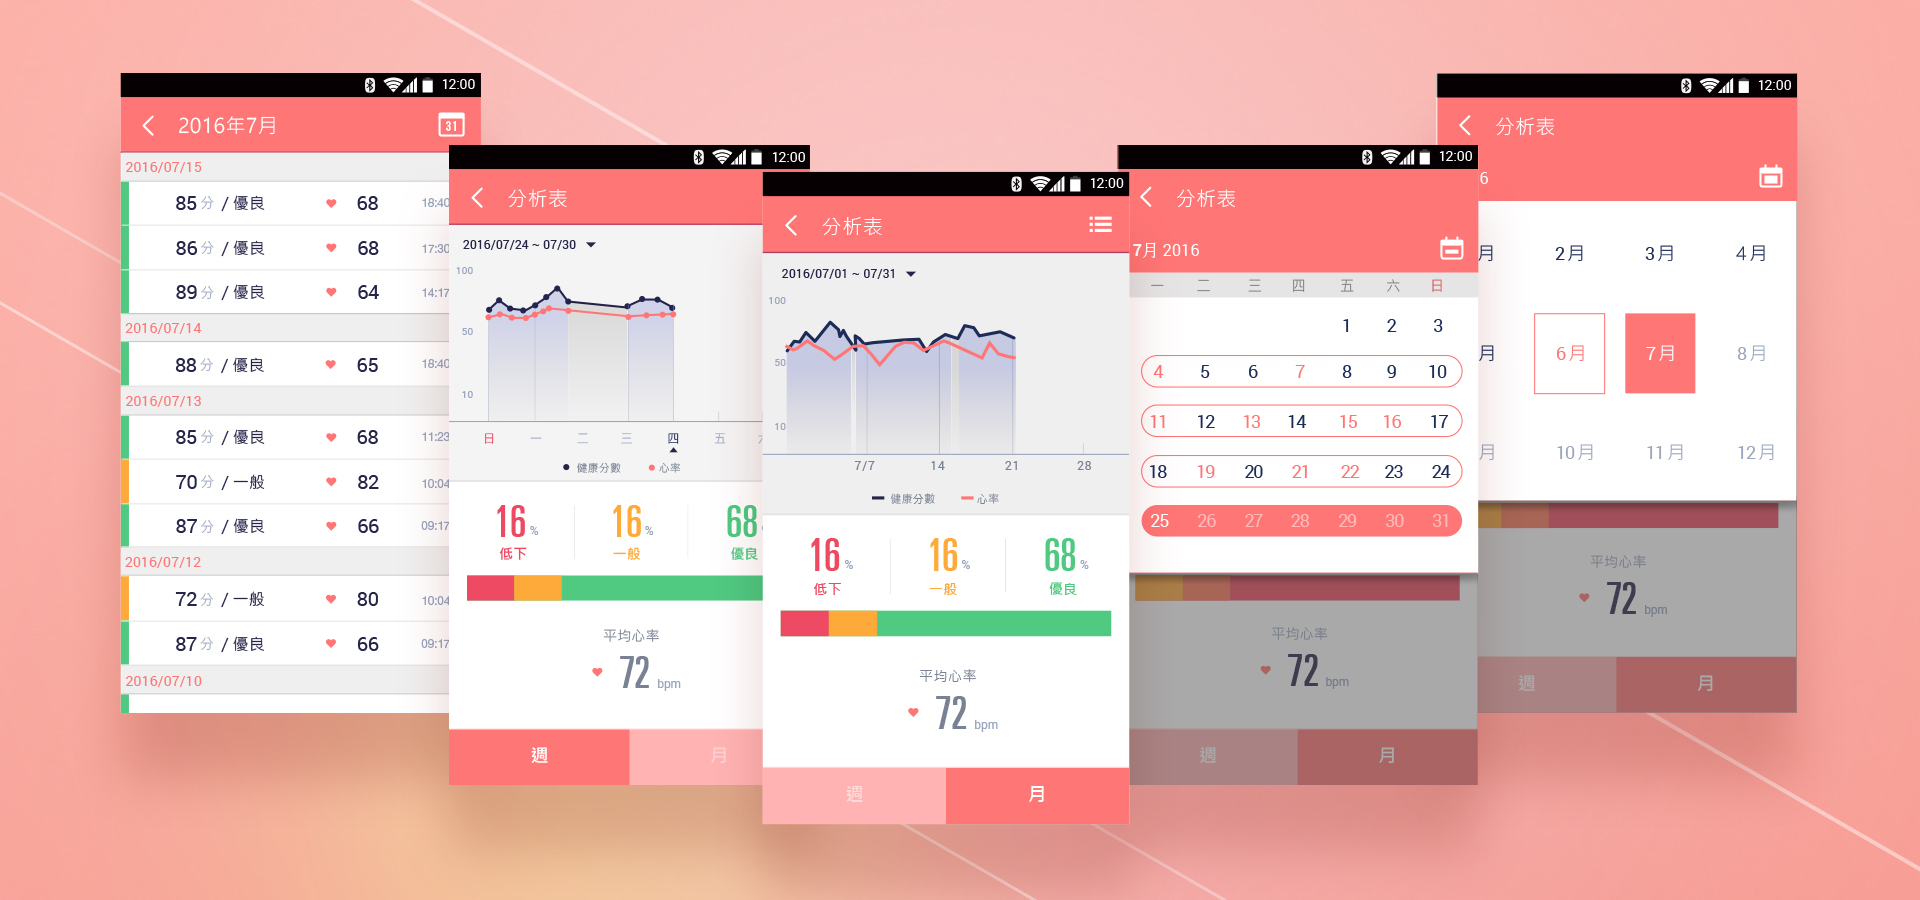 12:00
2016年7月
31
2016/07/15
85分 / 優良 68 18:40
86分 / 優良 68 17:30
89分 / 優良 64 14:17
2016/07/14
88分 / 優良 65 18:40
2016/07/13
85分 / 優良 68 11:23
70分 / 一般 82 10:04
87分 / 優良 66 09:17
2016/07/12
72分 / 一般 80 10:04
87分 / 優良 66 09:17
2016/07/10
12:00
分析表
2016/07/24 ~ 07/30
100
50
10
日 一 二 三 四 五
健康分數 心率
16% 16% 68
低下 一般 優良
平均心率
72 bpm
週 月
12:00
分析表
2016/07/01 ~ 07/31
100
50
10
7/7 14 21 28
健康分數 心率
16% 16% 68%
低下 一般 優良
平均心率
72 bpm
週 月
12:00
分析表
7月 2016
一 二 三 四 五 六 日
1 2 3
4 5 6 7 8 9 10
11 12 13 14 15 16 17
18 19 20 21 22 23 24
25 26 27 28 29 30 31
平均心率
72 bpm
週 月
12:00
分析表
6
月 2月 3月 4月
月 6月 7月 8月
月 10月 11月 12月
平均心率
72 bpm
週 月